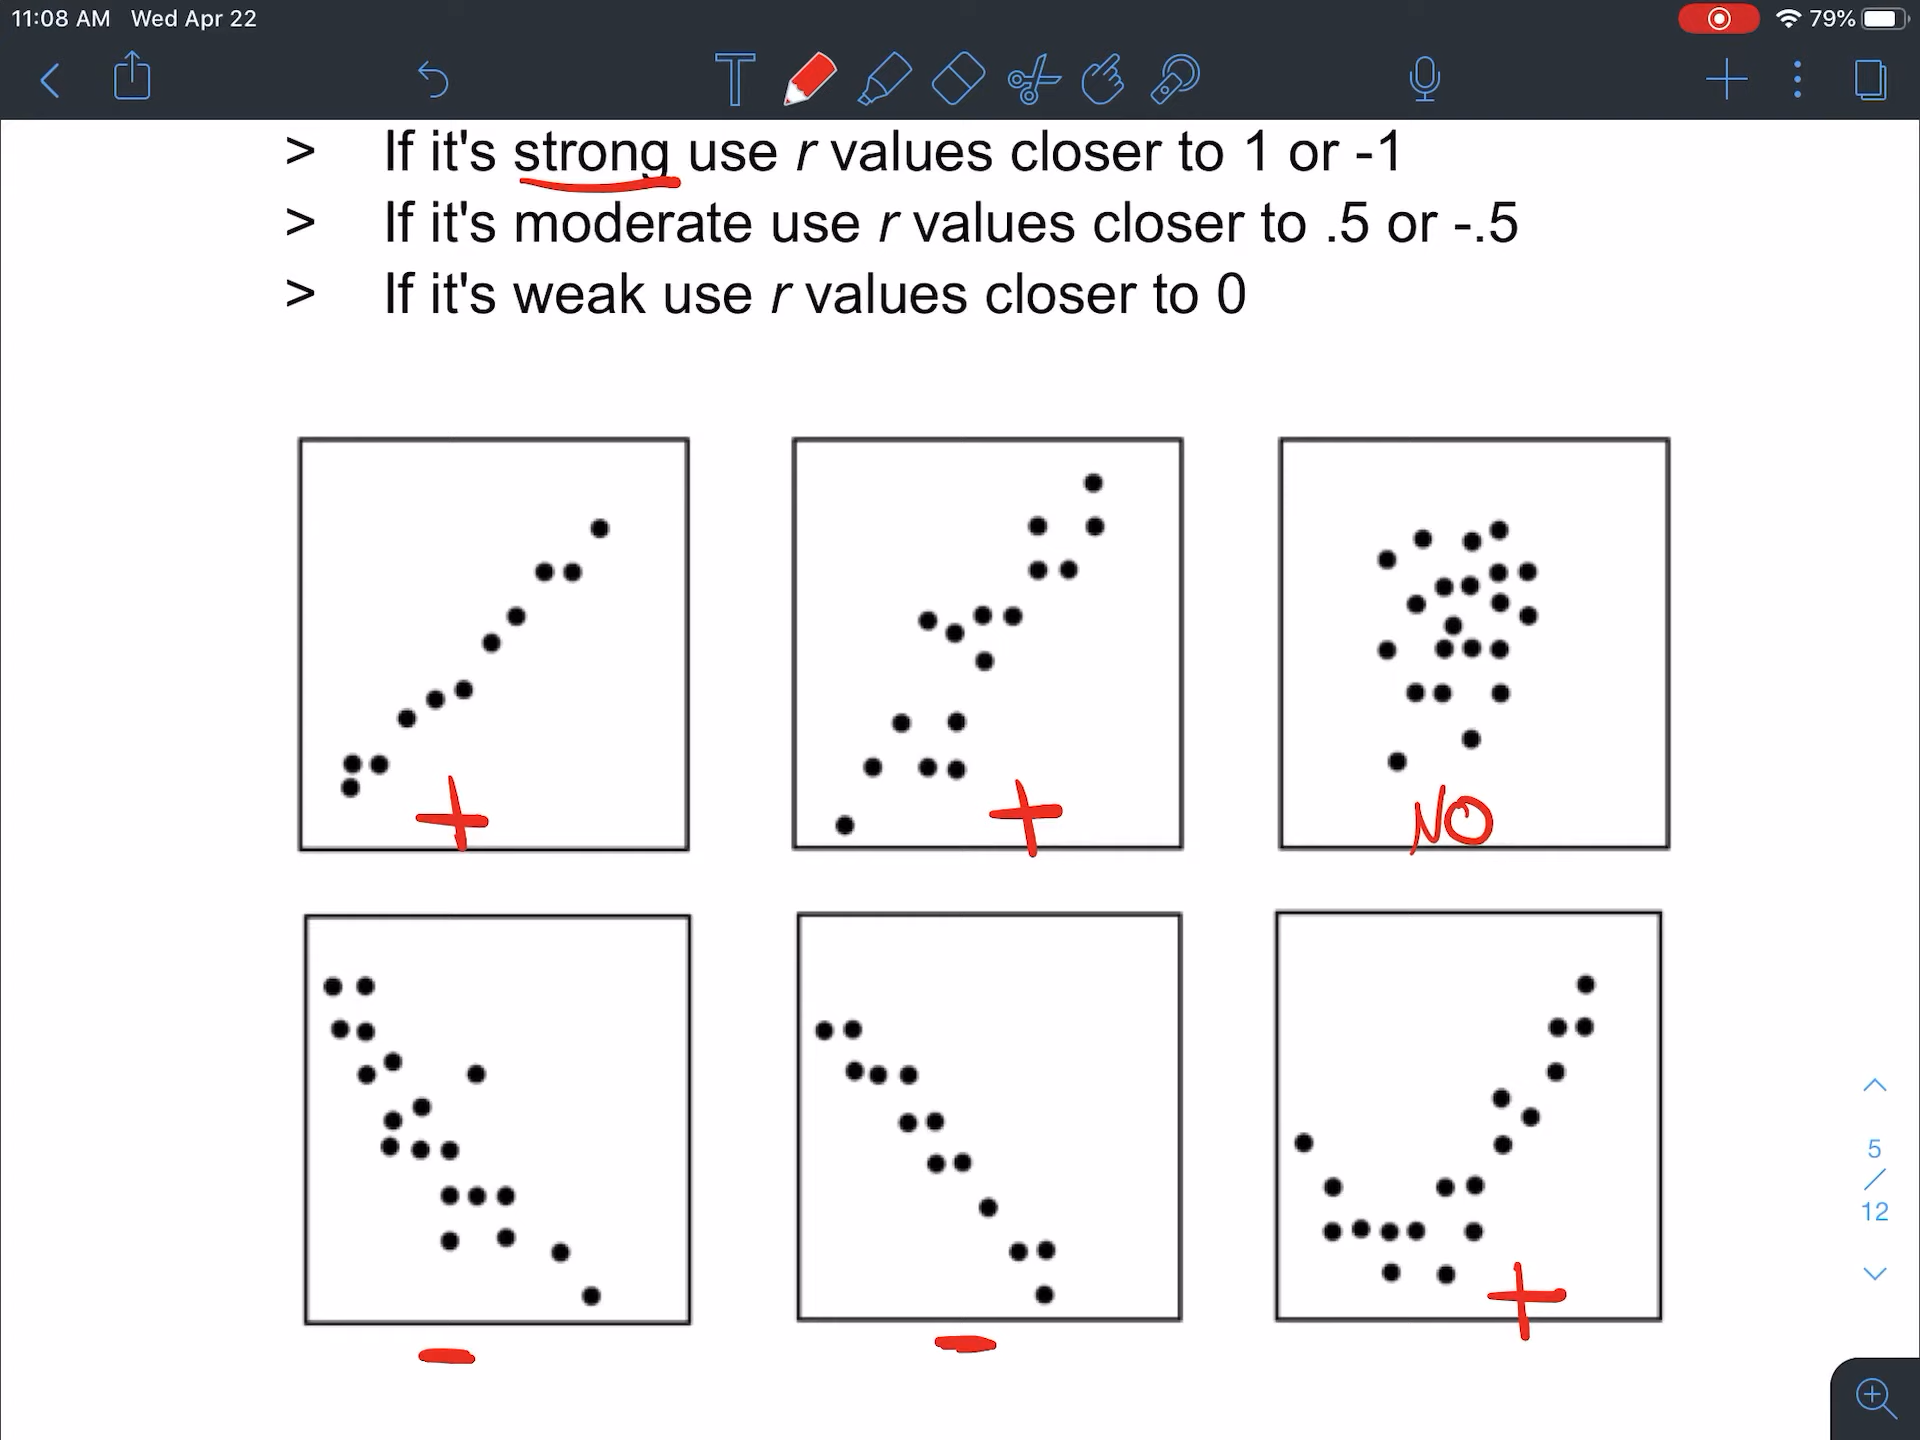 11:08 AM Wed Apr 22
79%
T
> If it's strong use r values closer to 1 or -1
> If it's moderate use r values closer to .5 or -.5
> If it's weak use r values closer to 0
+
+
NO
-
-
+
5
/
12